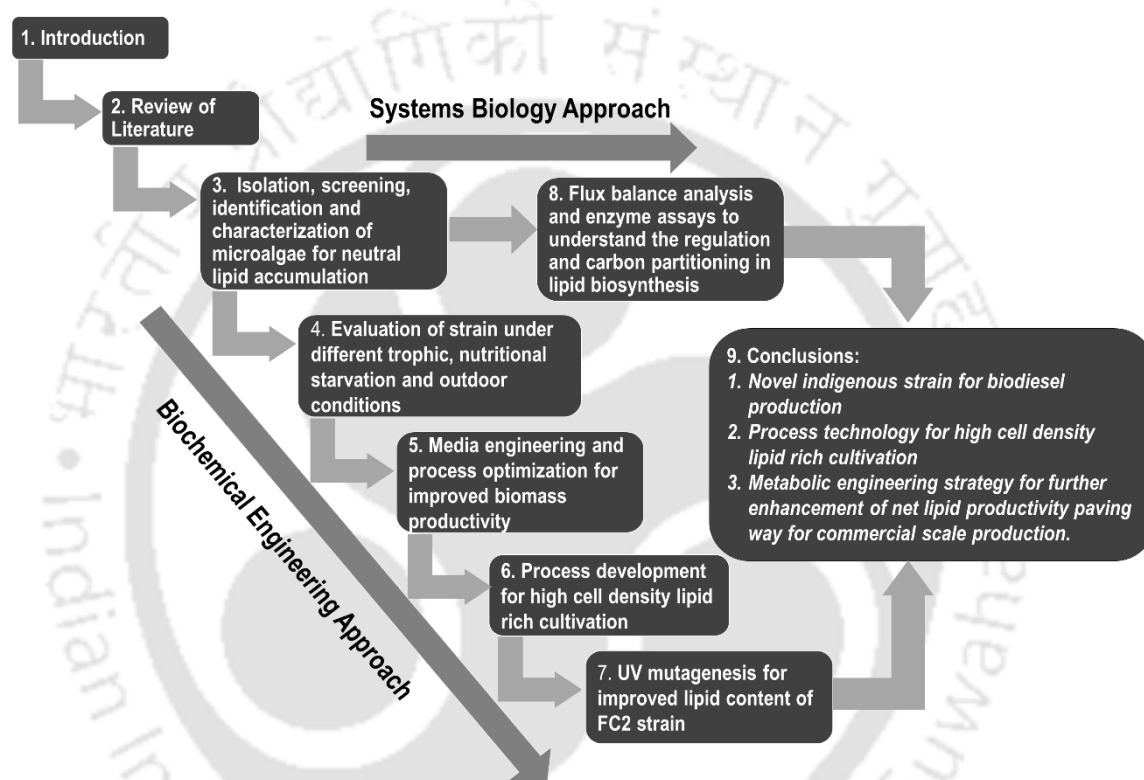 1. Introduction
2. Review of
Literature
Systems Biology Approach
3. Isolation, screening,
identification and
characterization of
microalgae for neutral
lipid accumulation
8. Flux balance analysis
and enzyme assays to
understand the regulation
and carbon partitioning in
lipid biosynthesis
4. Evaluation of strain under
different trophic, nutritional
starvation and outdoor
conditions
Biochemical Engineering Approach
5. Media engineering and
process optimization for
improved biomass
productivity
6. Process development
for high cell density lipid
rich cultivation
7. UV mutagenesis for
improved lipid content of
FC2 strain
9. Conclusions:
1. Novel indigenous strain for biodiesel
production
2. Process technology for high cell density
lipid rich cultivation
3. Metabolic engineering strategy for further
enhancement of net lipid productivity paving
way for commercial scale production.
संस्थान
Indian